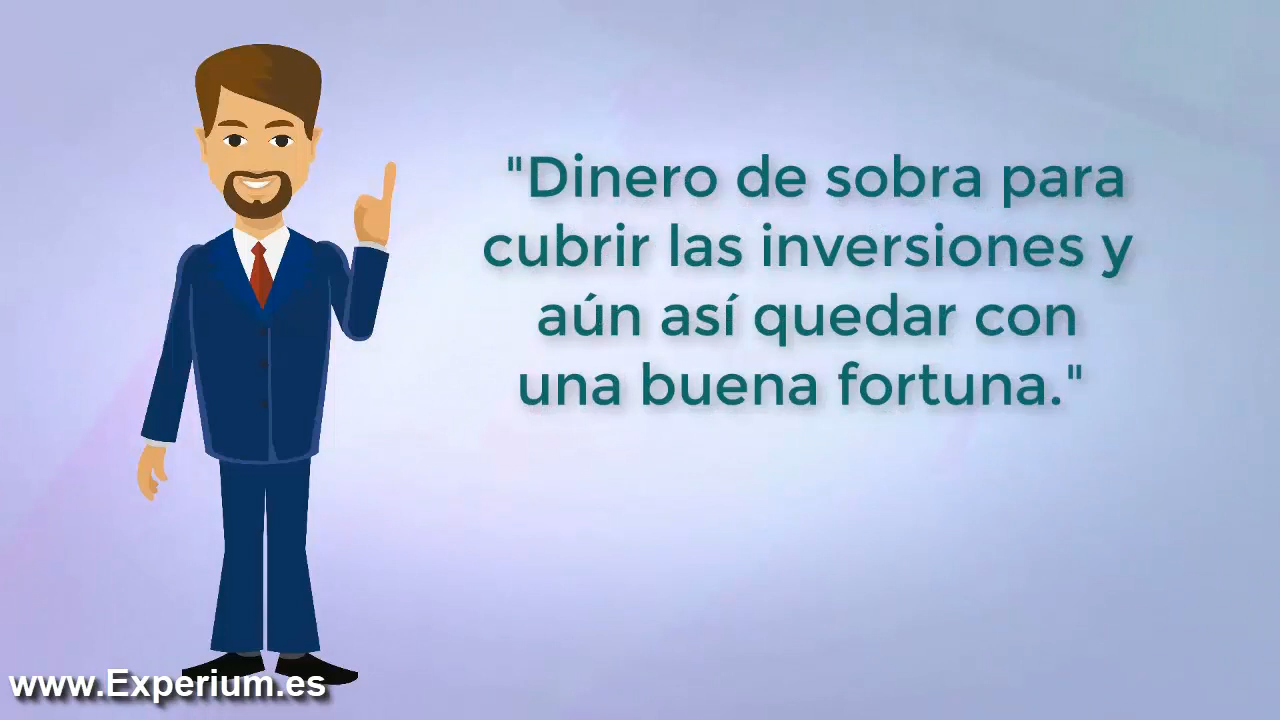 "Dinero de sobra para
cubrir las inversiones y
aún así quedar con
una buena fortuna."
www.Experium.es